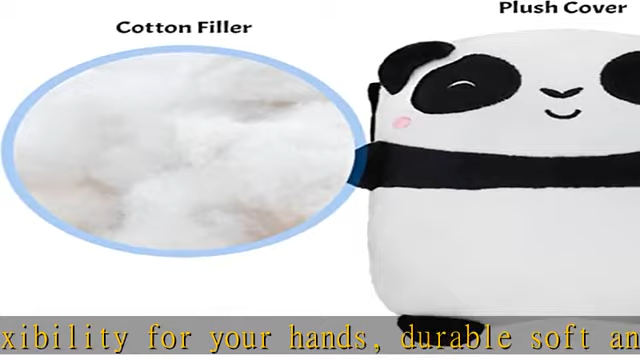 Plush Cover
Cotton Filler
xibility for your hands, durable soft an